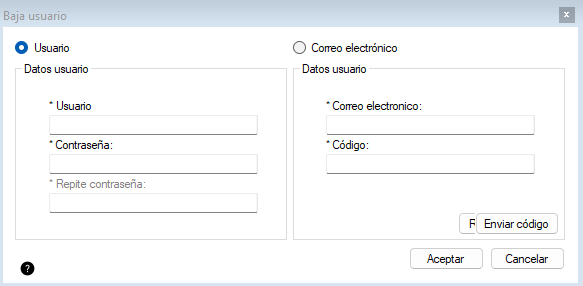 Baja usuario
x
Usuario
Correo electrónico
Datos usuario
Datos usuario
* Usuario
* Correo electronico:
* Contraseña:
* Código:
* Repite contraseña:
Enviar código
Aceptar
Cancelar
?